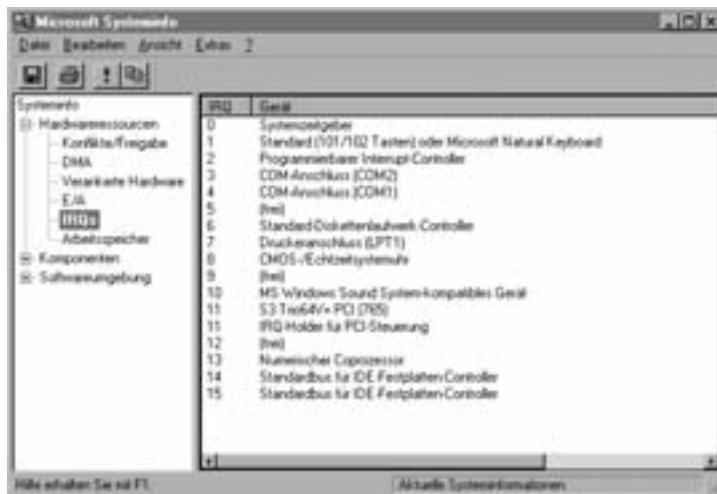 Microsoft Systeminfo
Datei Bearbeiten Ansicht Extras ?
Systeminfo
Hardwareressourcen
Konflikte/Freigabe
DMA
Verankerte Hardware
E/A
IRQs
Arbeitsspeicher
Komponenten
Softwareumgebung
IRQ Gerät
0 Systemzeitgeber
1 Standard (101/102 Tasten) oder Microsoft Natural Keyboard
2 Programmierbarer Interrupt-Controller
3 COM-Anschluss (COM2)
4 COM-Anschluss (COM1)
5 (frei)
6 Standard-Diskettenlaufwerk-Controller
7 Druckeranschluss (LPT1)
8 CMOS-/Echtzeitsystemuhr
9 (frei)
10 MS Windows Sound System-kompatibles Gerät
11 S3 Trio64V+ PCI (765)
11 IRQ-Holder für PCI-Steuerung
12 (frei)
13 Numerischer Coprozessor
14 Standardbus für IDE-Festplatten-Controller
15 Standardbus für IDE-Festplatten-Controller
Hilfe erhalten Sie mit F1. Aktuelle Systeminformationen